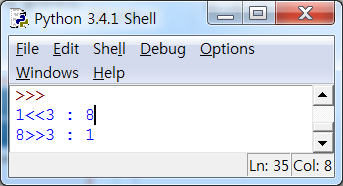 Python 3.4.1 Shell
File Edit Shell Debug Options
Windows Help
>>>
1<<3 : 8
8>>3 : 1
Ln: 35 Col: 8